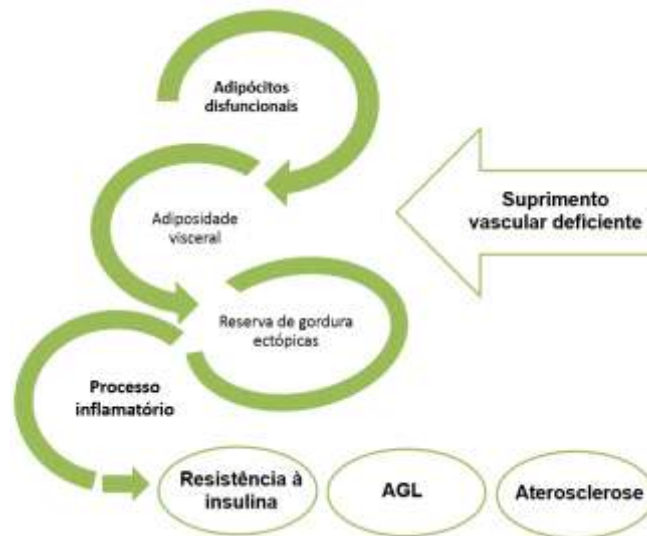 Adipócitos
disfuncionais
Suprimento
vascular deficiente
Adiposidade
visceral
Reserva de gordura
ectópicas
Processo
inflamatório
Resistência à
insulina
AGL
Aterosclerose